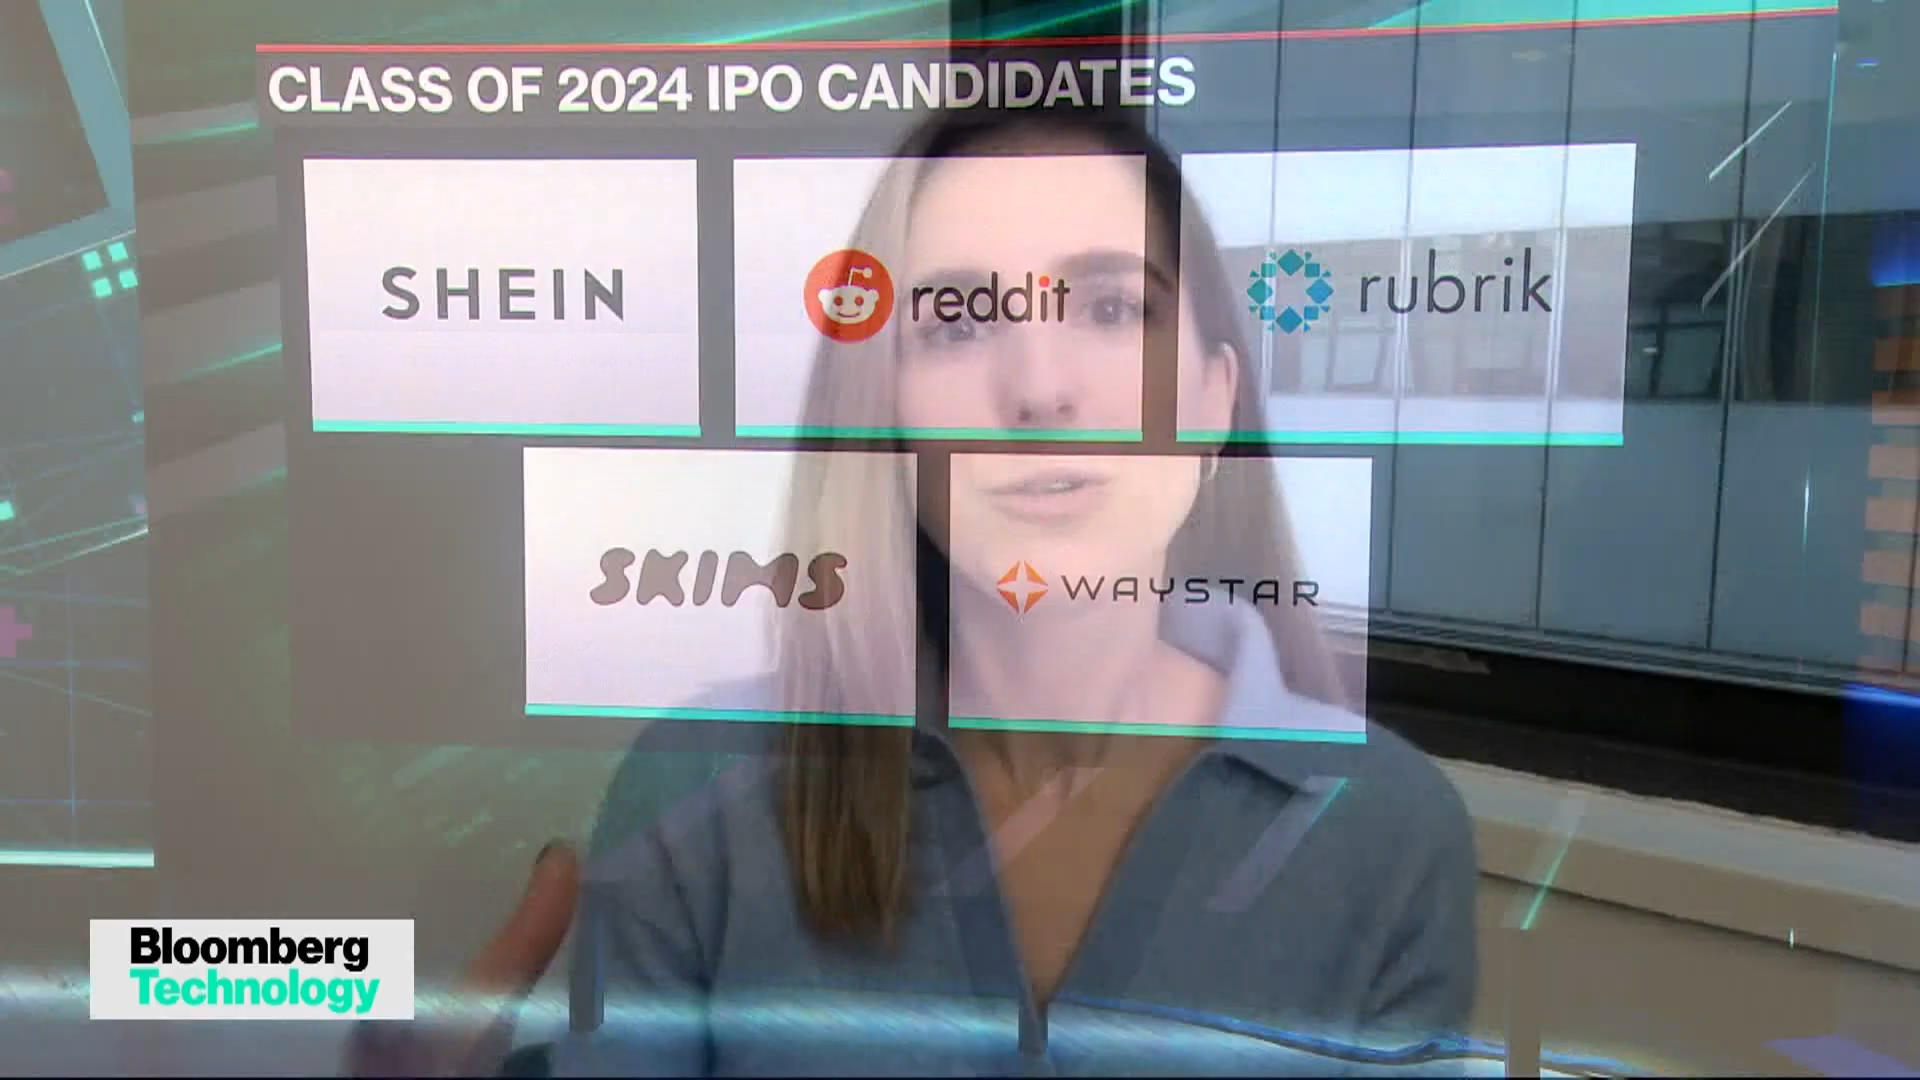 CLASS OF 2024 IPO CANDIDATES
SHEIN
reddit
rubrik
SKIMS
WAYSTAR
Bloomberg
Technology